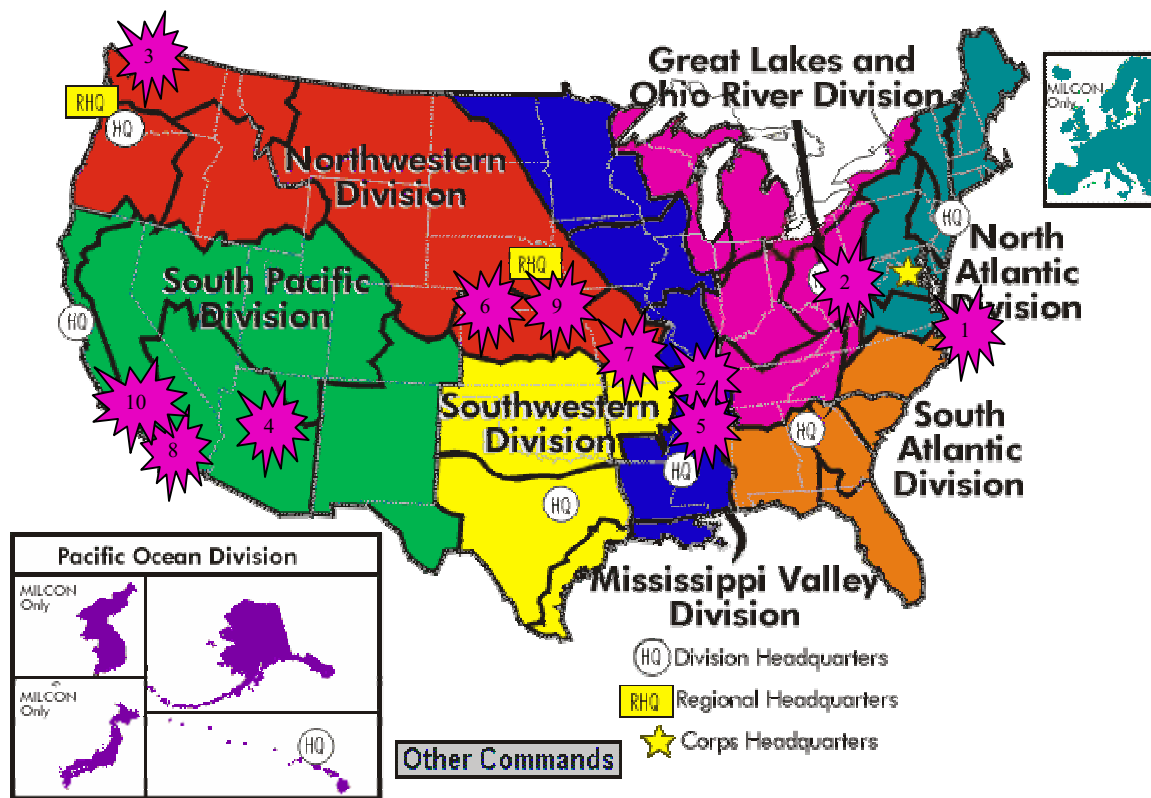 3
RHQ
HQ
Great Lakes and
Ohio River Division
MILCON
Only
Northwestern
Division
HQ
North
Atlantic
Division
South Pacific
Division
RHQ
HQ
6
9
2
1
7
2
10
4
5
8
Southwestern
Division
HQ
HQ
HQ
South
Atlantic
Division
Mississippi Valley
Division
Pacific Ocean Division
MILCON
Only
MILCON
Only
HQ
HQ Division Headquarters
RHQ Regional Headquarters
Corps Headquarters
Other Commands